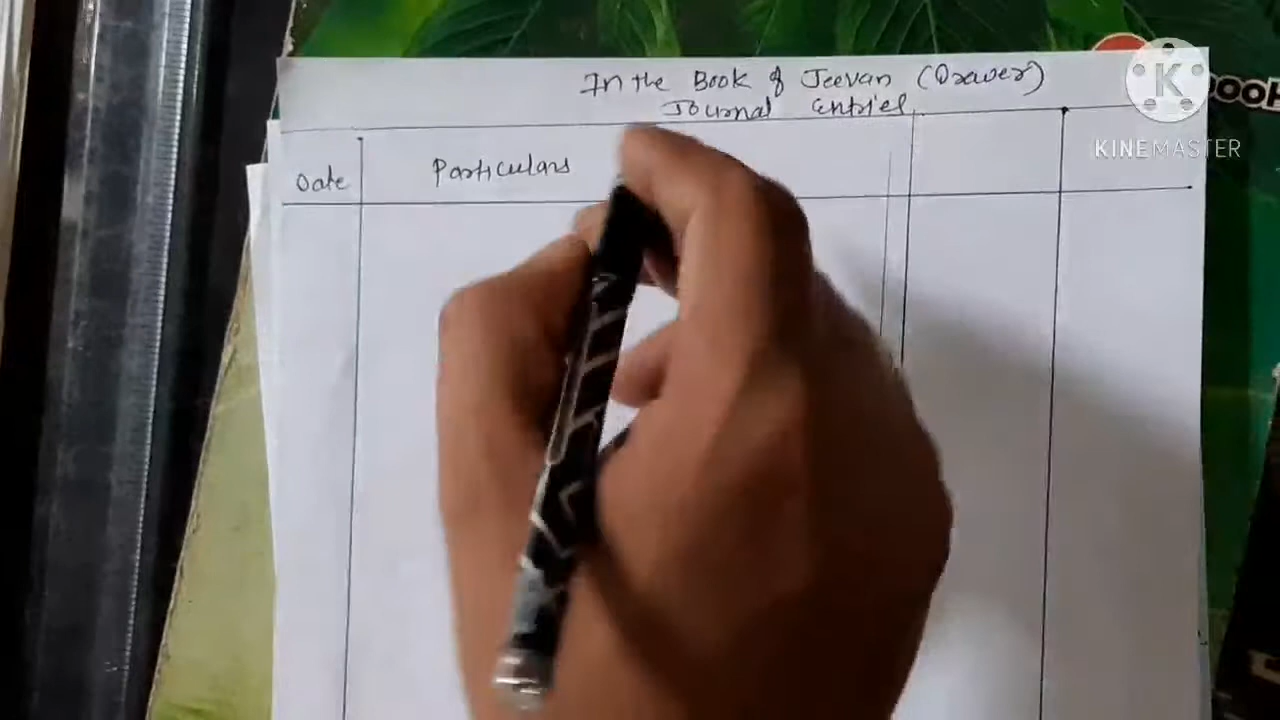 In the Book of Jeevan (Drawer)
Journal Entries
Date
Particulars
K
KINEMASTER